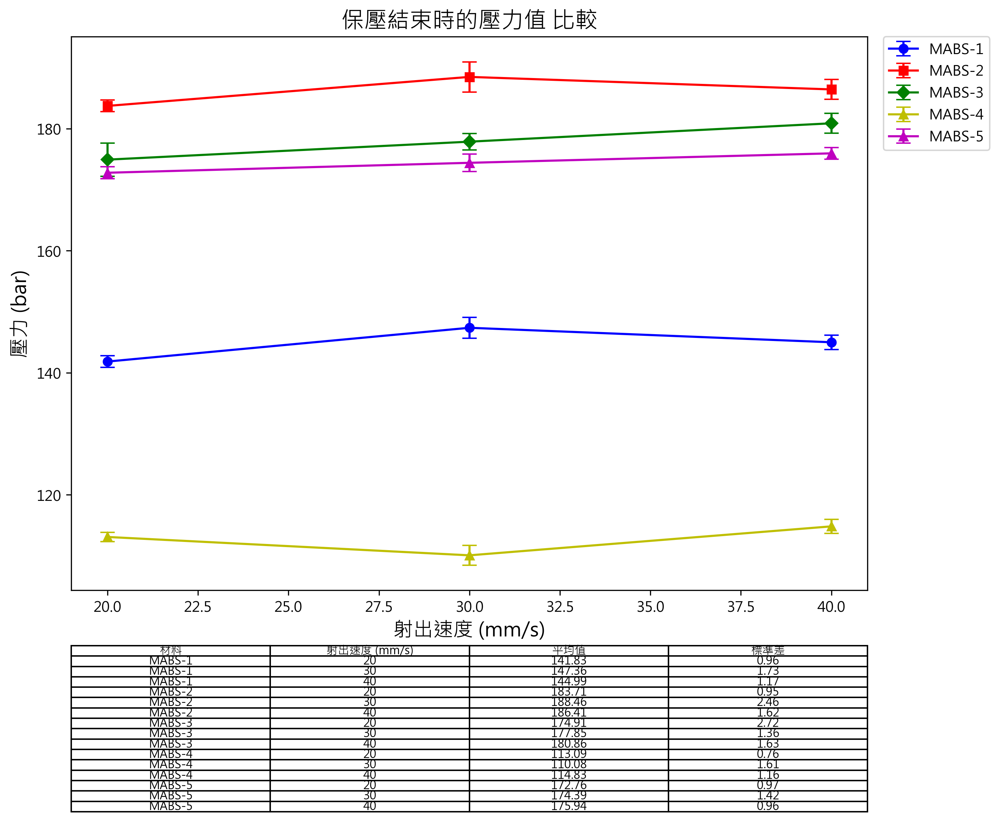 保壓結束時的壓力值 比較
MABS-1
MABS-2
MABS-3
MABS-4
MABS-5
壓力 (bar)
180
160
140
120
20.0 22.5 25.0 27.5 30.0 32.5 35.0 37.5 40.0
射出速度 (mm/s)
材料 射出速度 (mm/s) 平均值 標準差
MABS-1 20 141.83 0.96
MABS-1 30 147.36 1.73
MABS-1 40 144.99 1.17
MABS-2 20 183.71 0.95
MABS-2 30 188.46 2.46
MABS-2 40 186.41 1.62
MABS-3 20 174.91 2.72
MABS-3 30 177.85 1.36
MABS-3 40 180.86 1.63
MABS-4 20 113.09 0.76
MABS-4 30 110.08 1.61
MABS-4 40 114.83 1.16
MABS-5 20 172.76 0.97
MABS-5 30 174.39 1.42
MABS-5 40 175.94 0.96